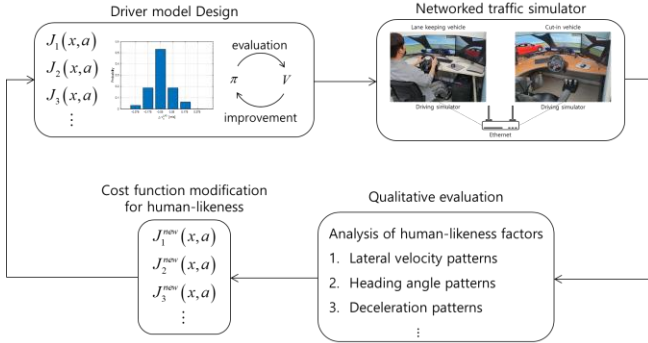 Driver model Design
J₁(x,a)
J₂(x,a)
J₃(x,a)
⋮
evaluation
π V
improvement
Networked traffic simulator
Lane keeping vehicle Cut-in vehicle
Driving simulator Driving simulator
Ethernet
Cost function modification
for human-likeness
J₁ⁿᵉʷ(x,a)
J₂ⁿᵉʷ(x,a)
J₃ⁿᵉʷ(x,a)
⋮
Qualitative evaluation
Analysis of human-likeness factors
1. Lateral velocity patterns
2. Heading angle patterns
3. Deceleration patterns
⋮